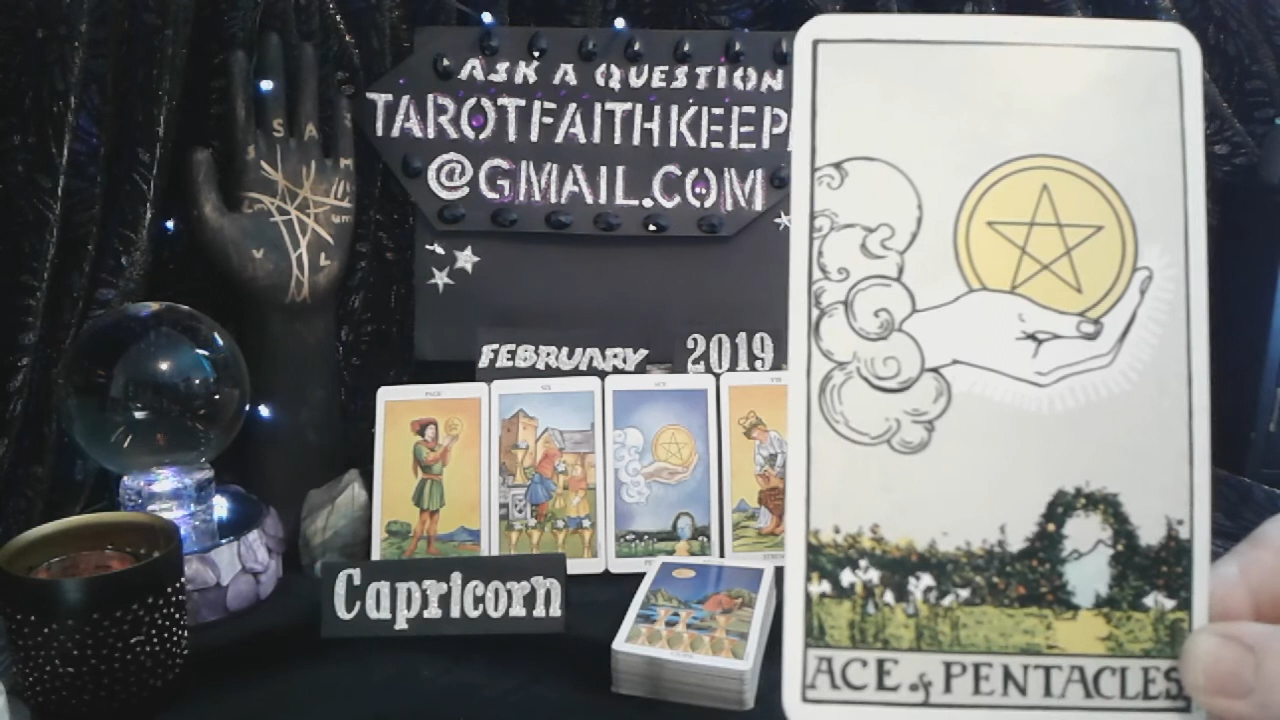 ASK A QUESTION
TAROTFAITHKEEP
@GMAIL.COM
S A
FEBRUARY 2019
Capricorn
ACE of PENTACLES